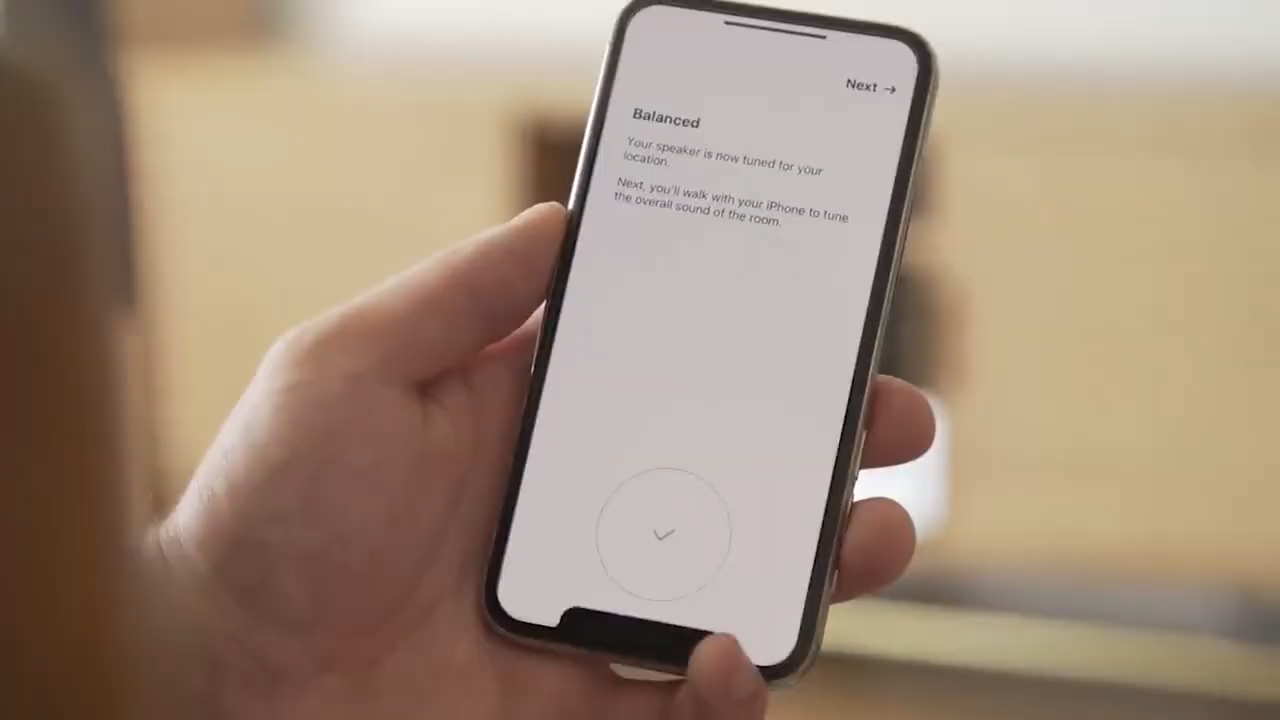 Next →
Balanced
Your speaker is now tuned for your
location.
Next, you'll walk with your iPhone to tune
the overall sound of the room.